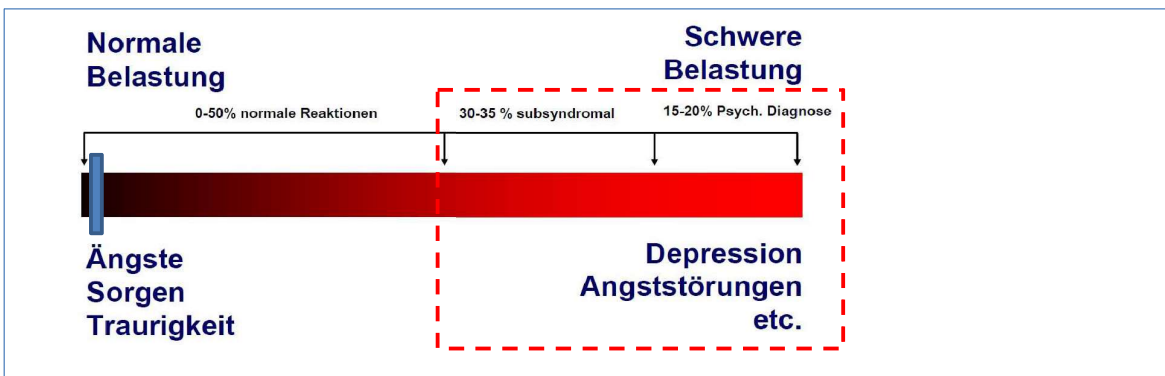 Normale
Belastung
Schwere
Belastung
0-50% normale Reaktionen
30-35 % subsyndromal
15-20% Psych. Diagnose
Ängste
Sorgen
Traurigkeit
Depression
Angststörungen
etc.